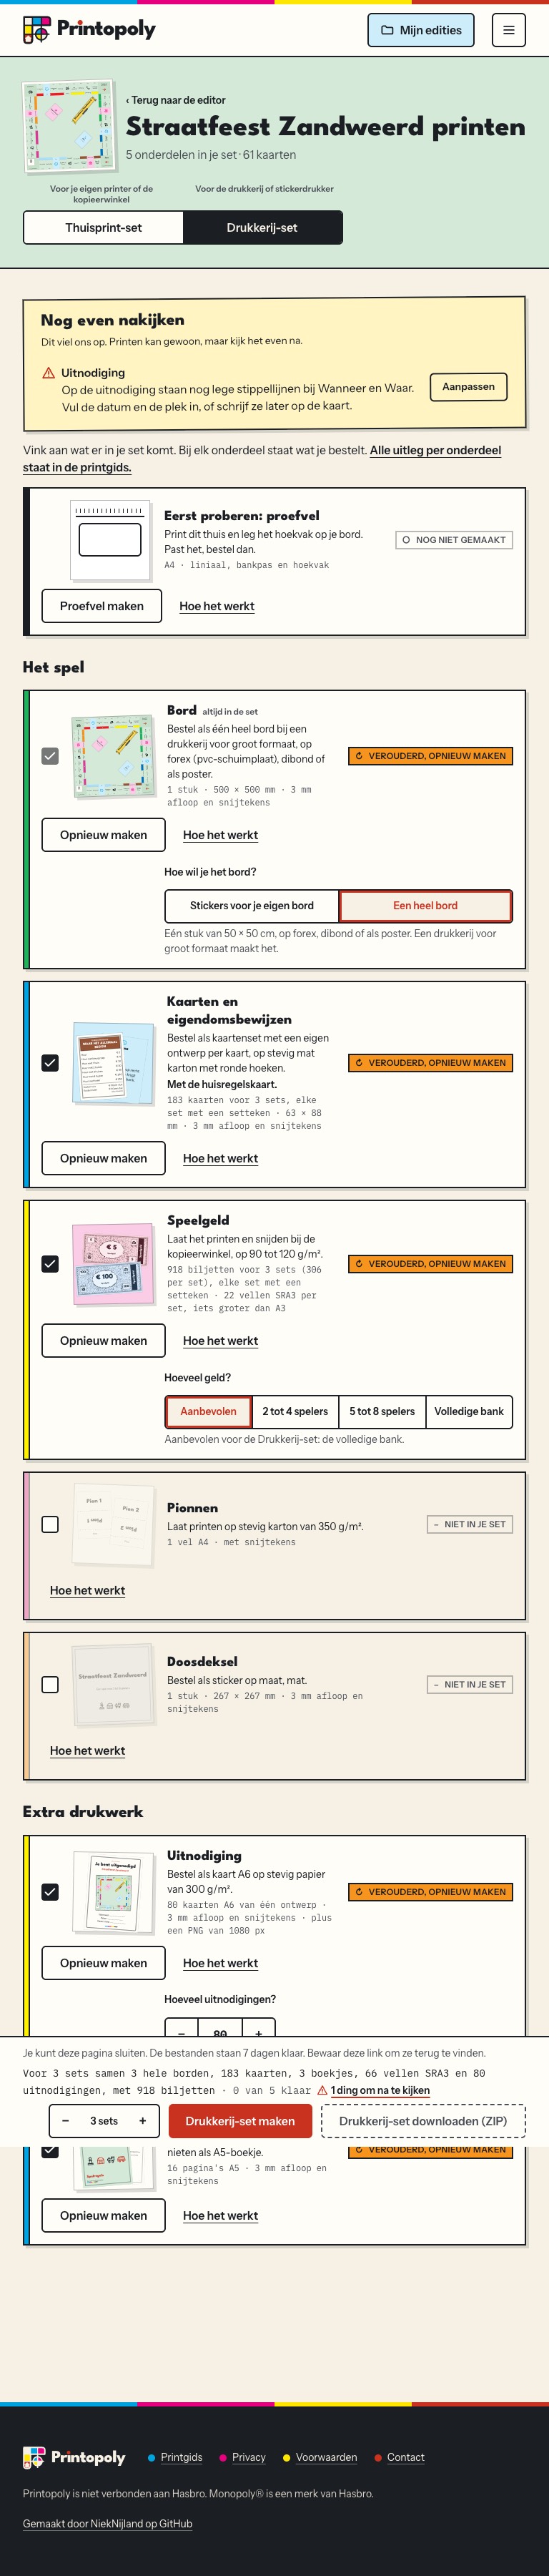 Printopoly
Mijn edities
‹ Terug naar de editor
Straatfeest Zandweerd printen
5 onderdelen in je set · 61 kaarten
Voor je eigen printer of de kopieerwinkel
Voor de drukkerij of stickerdrukker
Thuisprint-set
Drukkerij-set
Nog even nakijken
Dit viel ons op. Printen kan gewoon, maar kijk het even na.
Uitnodiging
Op de uitnodiging staan nog lege stippellijnen bij Wanneer en Waar.
Vul de datum en de plek in, of schrijf ze later op de kaart.
Aanpassen
Vink aan wat er in je set komt. Bij elk onderdeel staat wat je bestelt. Alle uitleg per onderdeel
staat in de printgids.
Eerst proberen: proefvel
Print dit thuis en leg het hoekvak op je bord.
Past het, bestel dan.
A4 · liniaal, bankpas en hoekvak
NOG NIET GEMAAKT
Proefvel maken
Hoe het werkt
Het spel
Bord altijd in de set
Bestel als één heel bord bij een
drukkerij voor groot formaat, op
forex (pvc-schuimplaat), dibond of
als poster.
1 stuk · 500 × 500 mm · 3 mm
afloop en snijtekens
VEROUDERD, OPNIEUW MAKEN
Opnieuw maken
Hoe het werkt
Hoe wil je het bord?
Stickers voor je eigen bord
Een heel bord
Eén stuk van 50 × 50 cm, op forex, dibond of als poster. Een drukkerij voor
groot formaat maakt het.
Kaarten en
eigendomsbewijzen
Bestel als kaartenset met een eigen
ontwerp per kaart, op stevig mat
karton met ronde hoeken.
Met de huisregelskaart.
183 kaarten voor 3 sets, elke
set met een setteken · 63 × 88
mm · 3 mm afloop en snijtekens
VEROUDERD, OPNIEUW MAKEN
Opnieuw maken
Hoe het werkt
Speelgeld
€ 5
€ 100
Laat het printen en snijden bij de
kopieerwinkel, op 90 tot 120 g/m².
918 biljetten voor 3 sets (306
per set), elke set met een
setteken · 22 vellen SRA3 per
set, iets groter dan A3
VEROUDERD, OPNIEUW MAKEN
Opnieuw maken
Hoe het werkt
Hoeveel geld?
Aanbevolen
2 tot 4 spelers
5 tot 8 spelers
Volledige bank
Aanbevolen voor de Drukkerij-set: de volledige bank.
Pion 1
Pion 2
Pion 1
Pion 2
Pionnen
Laat printen op stevig karton van 350 g/m².
1 vel A4 · met snijtekens
– NIET IN JE SET
Hoe het werkt
Straatfeest Zandweerd
Doosdeksel
Bestel als sticker op maat, mat.
1 stuk · 267 × 267 mm · 3 mm afloop en
snijtekens
– NIET IN JE SET
Hoe het werkt
Extra drukwerk
Je bent uitgenodigd
Uitnodiging
Bestel als kaart A6 op stevig papier
van 300 g/m².
80 kaarten A6 van één ontwerp ·
3 mm afloop en snijtekens · plus
een PNG van 1080 px
VEROUDERD, OPNIEUW MAKEN
Opnieuw maken
Hoe het werkt
Hoeveel uitnodigingen?
− 80 +
Je kunt deze pagina sluiten. De bestanden staan 7 dagen klaar. Bewaar deze link om ze terug te vinden.
Voor 3 sets samen 3 hele borden, 183 kaarten, 3 boekjes, 66 vellen SRA3 en 80
uitnodigingen, met 918 biljetten · 0 van 5 klaar 1 ding om na te kijken
− 3 sets +
Drukkerij-set maken
Drukkerij-set downloaden (ZIP)
nieten als A5-boekje.
16 pagina's A5 · 3 mm afloop en
snijtekens
VEROUDERD, OPNIEUW MAKEN
Opnieuw maken
Hoe het werkt
Printopoly
Printgids
Privacy
Voorwaarden
Contact
Printopoly is niet verbonden aan Hasbro. Monopoly® is een merk van Hasbro.
Gemaakt door NiekNijland op GitHub